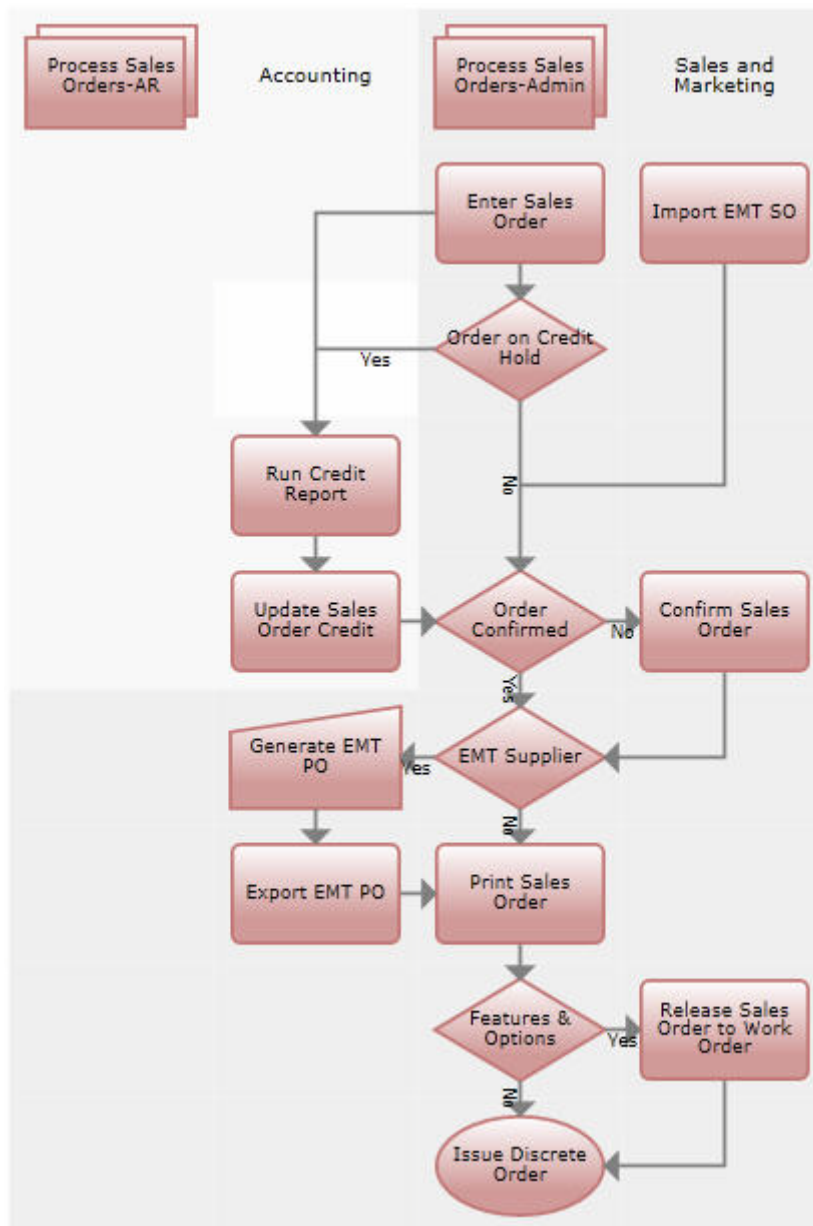 Process Sales
Orders-AR
Accounting
Process Sales
Orders-Admin
Sales and
Marketing
Enter Sales
Order
Import EMT SO
Order on Credit
Hold
Yes
Run Credit
Report
No
Update Sales
Order Credit
Order
Confirmed
No
Confirm Sales
Order
Yes
Generate EMT
PO
Yes
EMT Supplier
No
Export EMT PO
Print Sales
Order
Features &
Options
Yes
Release Sales
Order to Work
Order
No
Issue Discrete
Order